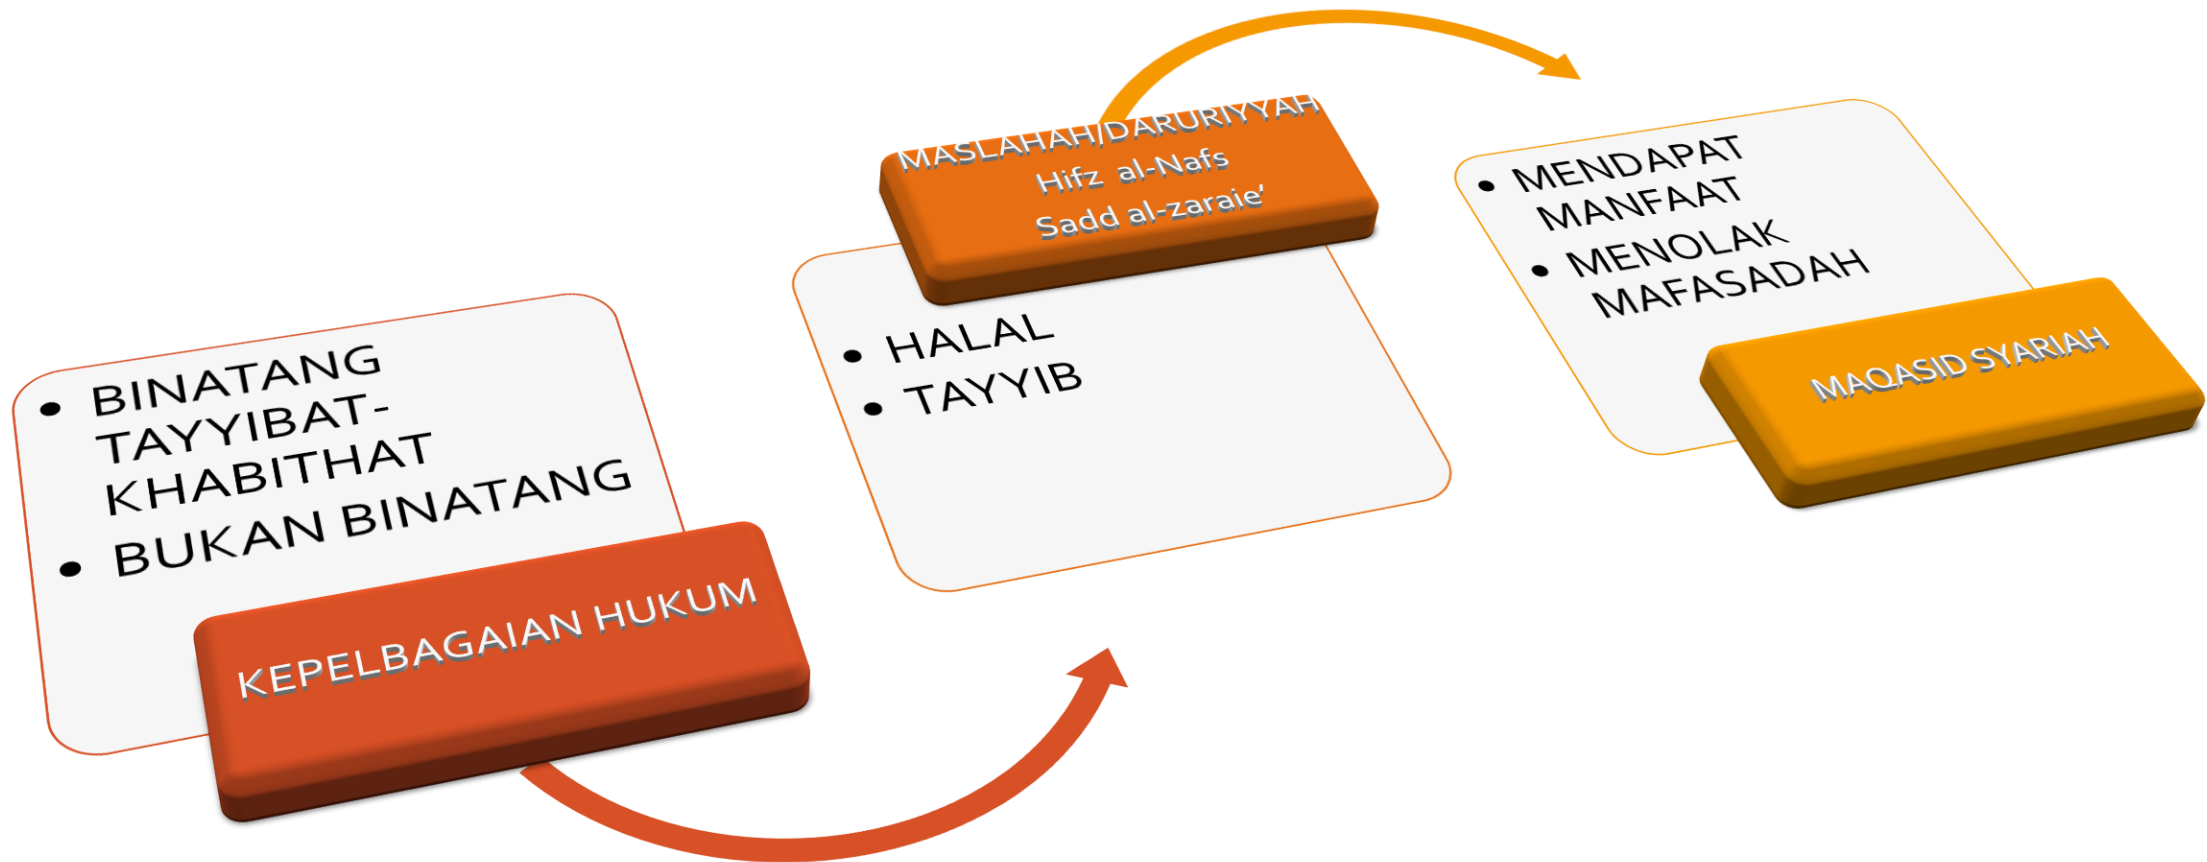 • BINATANG
TAYYIBAT-
KHABITHAT
• BUKAN BINATANG
KEPELBAGAIAN HUKUM
MASLAHAH/DARURIYYAH
Hifz al-Nafs
Sadd al-zaraie'
• HALAL
• TAYYIB
• MENDAPAT
MANFAAT
• MENOLAK
MAFASADAH
MAQASID SYARIAH